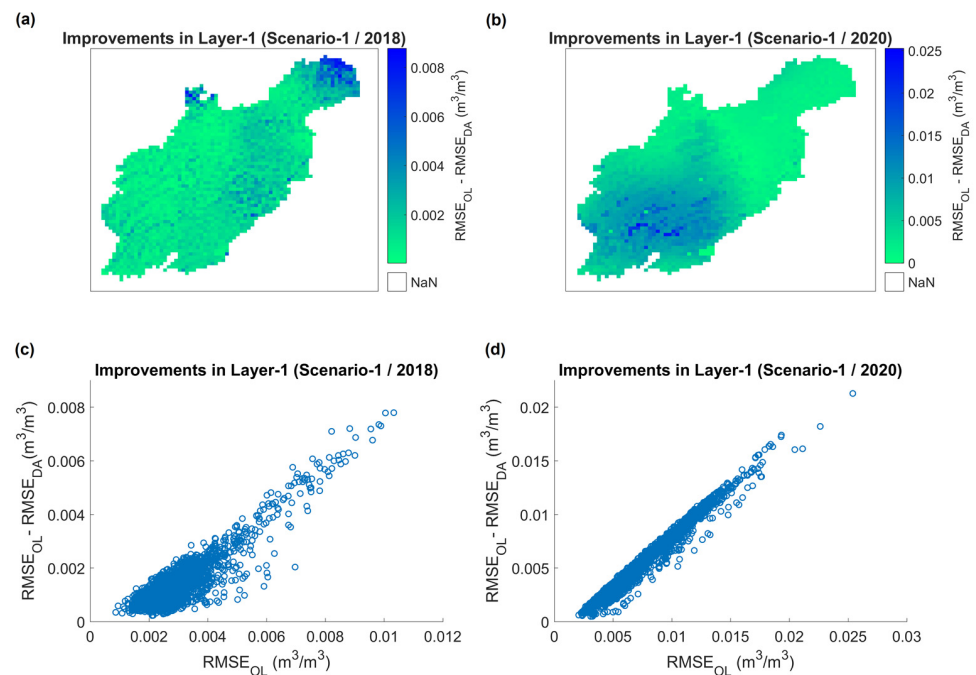 (a)
Improvements in Layer-1 (Scenario-1 / 2018)
0.008
0.006
0.004
0.002
RMSE_OL - RMSE_DA (m³/m³)
NaN
(b)
Improvements in Layer-1 (Scenario-1 / 2020)
0.025
0.02
0.015
0.01
0.005
0
RMSE_OL - RMSE_DA (m³/m³)
NaN
(c)
Improvements in Layer-1 (Scenario-1 / 2018)
RMSE_OL - RMSE_DA (m³/m³)
0.008
0.006
0.004
0.002
0
0 0.002 0.004 0.006 0.008 0.01 0.012
RMSE_OL (m³/m³)
(d)
Improvements in Layer-1 (Scenario-1 / 2020)
RMSE_OL - RMSE_DA (m³/m³)
0.02
0.015
0.01
0.005
0
0 0.005 0.01 0.015 0.02 0.025 0.03
RMSE_OL (m³/m³)